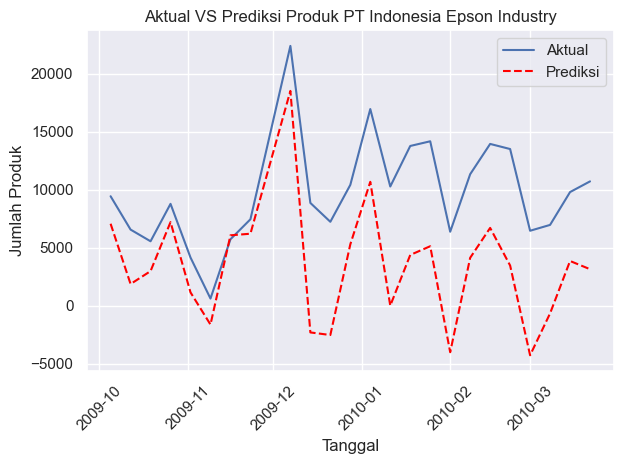 Aktual VS Prediksi Produk PT Indonesia Epson Industry
Aktual
Prediksi
Jumlah Produk
20000
15000
10000
5000
0
−5000
2009-10
2009-11
2009-12
2010-01
2010-02
2010-03
Tanggal